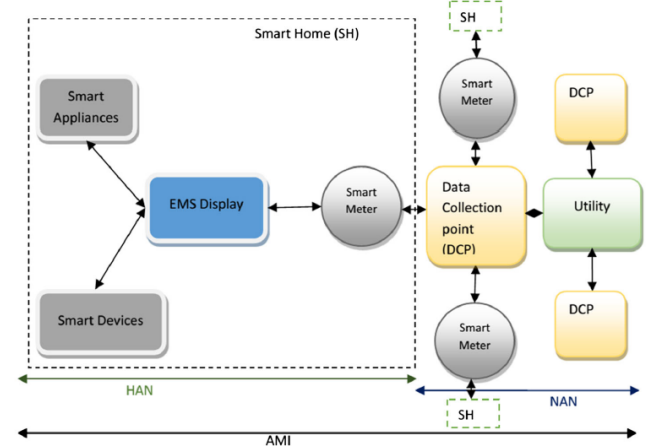 Smart Home (SH)
SH
Smart
Appliances
Smart
Meter
DCP
EMS Display
Smart
Meter
Data
Collection
point
(DCP)
Utility
Smart Devices
Smart
Meter
DCP
HAN
NAN
SH
AMI